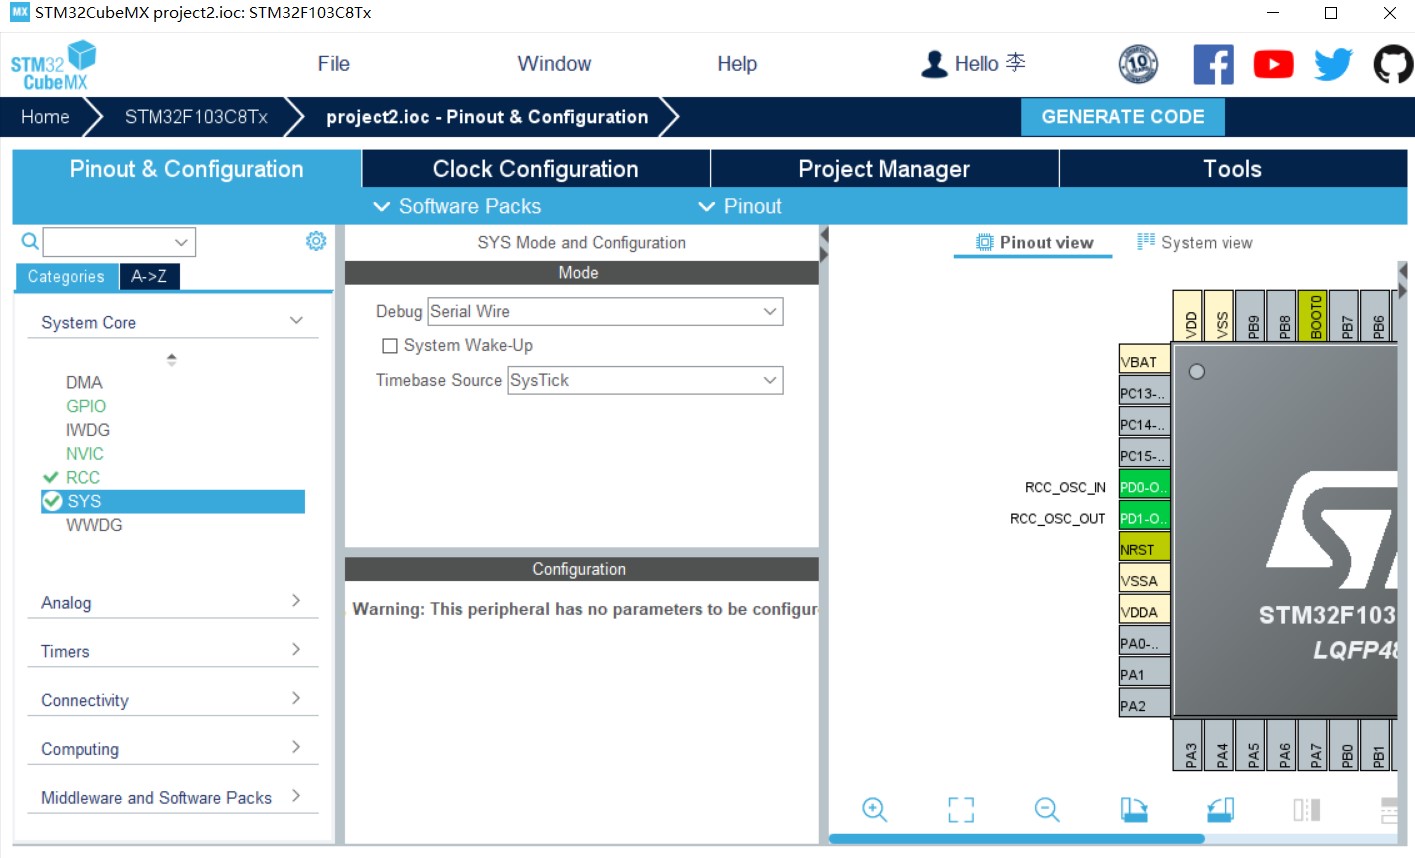 MX STM32CubeMX project2.ioc: STM32F103C8Tx
STM32
CubeMX
File
Window
Help
Hello 李
10
Home
STM32F103C8Tx
project2.ioc - Pinout & Configuration
GENERATE CODE
Pinout & Configuration
Clock Configuration
Project Manager
Tools
Software Packs
Pinout
Categories
A->Z
System Core
DMA
GPIO
IWDG
NVIC
RCC
SYS
WWDG
Analog
Timers
Connectivity
Computing
Middleware and Software Packs
SYS Mode and Configuration
Mode
Debug Serial Wire
System Wake-Up
Timebase Source SysTick
Configuration
Warning: This peripheral has no parameters to be configur
Pinout view
System view
VDD
VSS
PB9
PB8
BOOT0
PB7
PB6
VBAT
PC13-..
PC14-..
PC15-..
RCC_OSC_IN PD0-O..
RCC_OSC_OUT PD1-O..
NRST
VSSA
VDDA
PA0-..
PA1
PA2
STM32F103
LQFP48
PA3
PA4
PA5
PA6
PA7
PB0
PB1